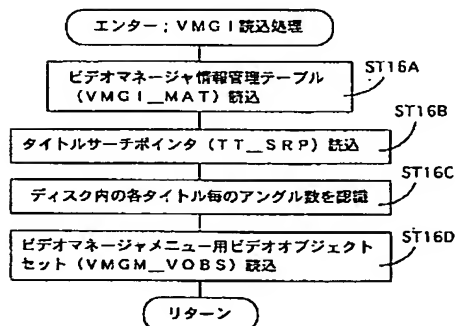 エンター;VMGI読込処理
ビデオマネージャ情報管理テーブル
(VMGI__MAT)読込
ST16A
タイトルサーチポインタ(TT__SRP)読込
ST16B
ディスク内の各タイトル毎のアングル数を認識
ST16C
ビデオマネージャメニュー用ビデオオブジェクト
セット(VMGM__VOBS)読込
ST16D
リターン